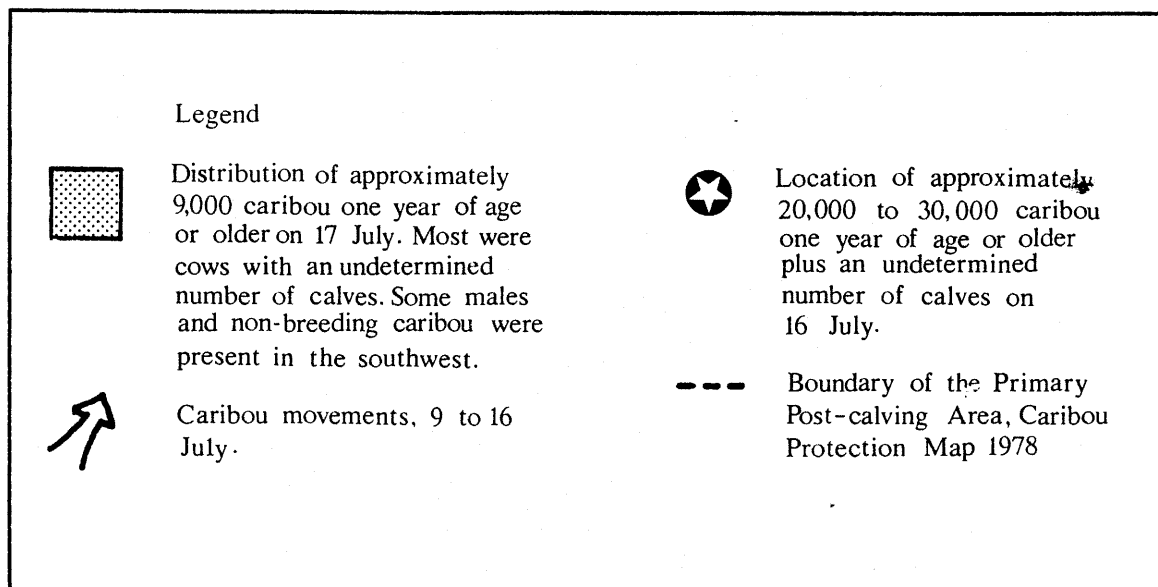 Legend
Distribution of approximately
9,000 caribou one year of age
or older on 17 July. Most were
cows with an undetermined
number of calves. Some males
and non-breeding caribou were
present in the southwest.
Caribou movements, 9 to 16
July.
Location of approximately
20,000 to 30,000 caribou
one year of age or older
plus an undetermined
number of calves on
16 July.
Boundary of the Primary
Post-calving Area, Caribou
Protection Map 1978